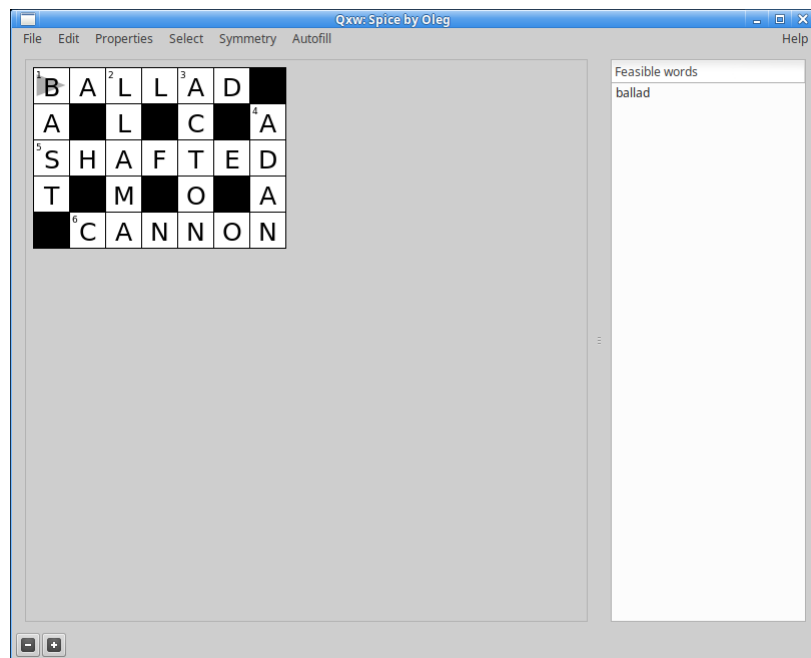 Qxw: Spice by Oleg
File Edit Properties Select Symmetry Autofill Help
Feasible words
ballad
1 B A 2 L L 3 A D
A L C 4 A
5 S H A F T E D
T M O A
6 C A N N O N